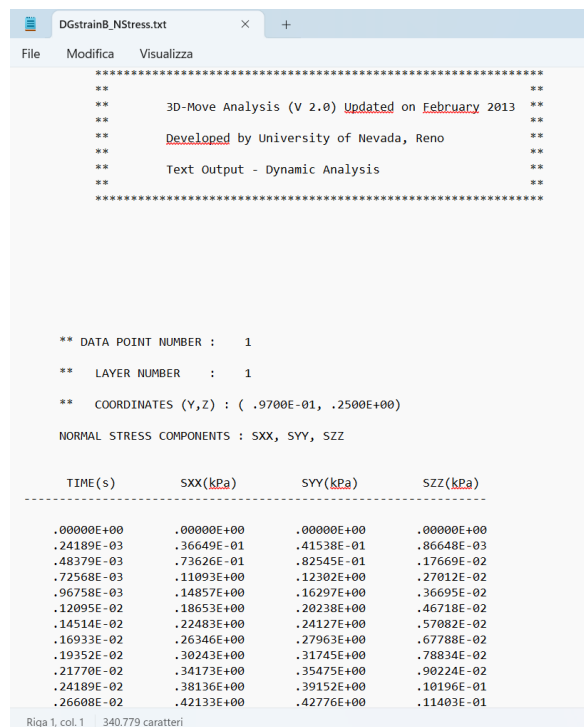 DGstrainB_NStress.txt × +
File Modifica Visualizza
***************************************************************
** **
** 3D-Move Analysis (V 2.0) Updated on February 2013 **
** **
** Developed by University of Nevada, Reno **
** **
** Text Output - Dynamic Analysis **
** **
***************************************************************
** DATA POINT NUMBER : 1
** LAYER NUMBER : 1
** COORDINATES (Y,Z) : ( .9700E-01, .2500E+00)
NORMAL STRESS COMPONENTS : SXX, SYY, SZZ
TIME(s) SXX(kPa) SYY(kPa) SZZ(kPa)
-----------------------------------------------------------------
.00000E+00 .00000E+00 .00000E+00 .00000E+00
.24189E-03 .36649E-01 .41538E-01 .86648E-03
.48379E-03 .73626E-01 .82545E-01 .17669E-02
.72568E-03 .11093E+00 .12302E+00 .27012E-02
.96758E-03 .14857E+00 .16297E+00 .36695E-02
.12095E-02 .18653E+00 .20238E+00 .46718E-02
.14514E-02 .22483E+00 .24127E+00 .57082E-02
.16933E-02 .26346E+00 .27963E+00 .67788E-02
.19352E-02 .30243E+00 .31745E+00 .78834E-02
.21770E-02 .34173E+00 .35475E+00 .90224E-02
.24189E-02 .38136E+00 .39152E+00 .10196E-01
.26608E-02 .42133E+00 .42776E+00 .11403E-01
Riga 1, col. 1 340.779 caratteri